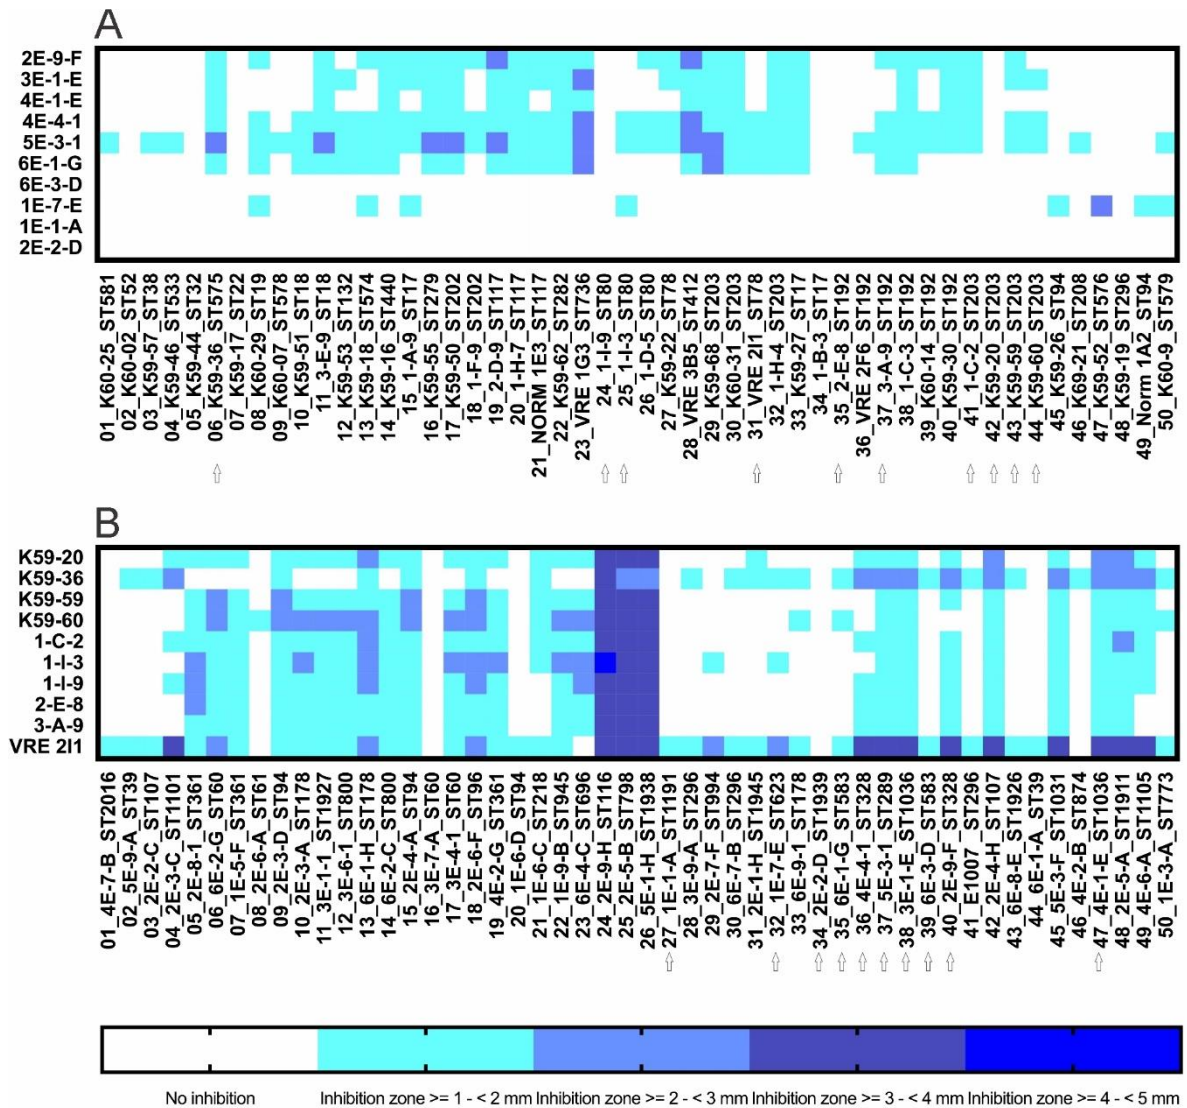 A
2E-9-F
3E-1-E
4E-1-E
4E-4-1
5E-3-1
6E-1-G
6E-3-D
1E-7-E
1E-1-A
2E-2-D
01_K60-25_ST581
02_K60-02_ST52
03_K59-57_ST38
04_K59-46_ST533
05_K59-44_ST32
06_K59-36_ST575
07_K59-17_ST22
08_K60-29_ST19
09_K60-07_ST578
10_K59-51_ST18
11_3-E-9_ST18
12_K59-53_ST132
13_K59-18_ST574
14_K59-16_ST440
15_1-A-9_ST17
16_K59-55_ST279
17_K59-50_ST202
18_1-F-9_ST202
19_2-D-9_ST117
20_1-H-7_ST117
21_NORM 1E3_ST117
22_K59-62_ST282
23_VRE 1G3_ST736
24_1-I-9_ST80
25_1-I-3_ST80
26_1-D-5_ST80
27_K59-22_ST78
28_VRE 3B5_ST412
29_K59-68_ST203
30_K60-31_ST203
31_VRE 2I1_ST78
32_1-H-4_ST203
33_K59-27_ST17
34_1-B-3_ST17
35_2-E-8_ST192
36_VRE 2F6_ST192
37_3-A-9_ST192
38_1-C-3_ST192
39_K60-14_ST192
40_K59-30_ST192
41_1-C-2_ST203
42_K59-20_ST203
43_K59-59_ST203
44_K59-60_ST203
45_K59-26_ST94
46_K69-21_ST208
47_K59-52_ST576
48_K59-19_ST296
49_Norm 1A2_ST94
50_K60-9_ST579
B
K59-20
K59-36
K59-59
K59-60
1-C-2
1-I-3
1-I-9
2-E-8
3-A-9
VRE 2I1
01_4E-7-B_ST2016
02_5E-9-A_ST39
03_2E-2-C_ST107
04_2E-3-C_ST1101
05_2E-8-1_ST361
06_6E-2-G_ST60
07_1E-5-F_ST361
08_2E-6-A_ST61
09_2E-3-D_ST94
10_2E-3-A_ST178
11_3E-1-1_ST1927
12_3E-6-1_ST800
13_6E-1-H_ST178
14_6E-2-C_ST800
15_2E-4-A_ST94
16_3E-7-A_ST60
17_3E-4-1_ST60
18_2E-6-F_ST96
19_4E-2-G_ST361
20_1E-6-D_ST94
21_1E-6-C_ST218
22_1E-9-B_ST945
23_6E-4-C_ST696
24_2E-9-H_ST116
25_2E-5-B_ST798
26_5E-1-H_ST1938
27_1E-1-A_ST1191
28_3E-9-A_ST296
29_2E-7-F_ST994
30_6E-7-B_ST296
31_2E-1-H_ST1945
32_1E-7-E_ST623
33_6E-9-1_ST178
34_2E-2-D_ST1939
35_6E-1-G_ST583
36_4E-4-1_ST328
37_5E-3-1_ST289
38_3E-1-E_ST1036
39_6E-3-D_ST583
40_2E-9-F_ST328
41_E1007_ST296
42_2E-4-H_ST107
43_6E-8-E_ST1926
44_6E-1-A_ST39
45_5E-3-F_ST1031
46_4E-2-B_ST874
47_4E-1-E_ST1036
48_2E-5-A_ST1911
49_4E-6-A_ST1105
50_1E-3-A_ST773
No inhibition
Inhibition zone >= 1 - < 2 mm
Inhibition zone >= 2 - < 3 mm
Inhibition zone >= 3 - < 4 mm
Inhibition zone >= 4 - < 5 mm